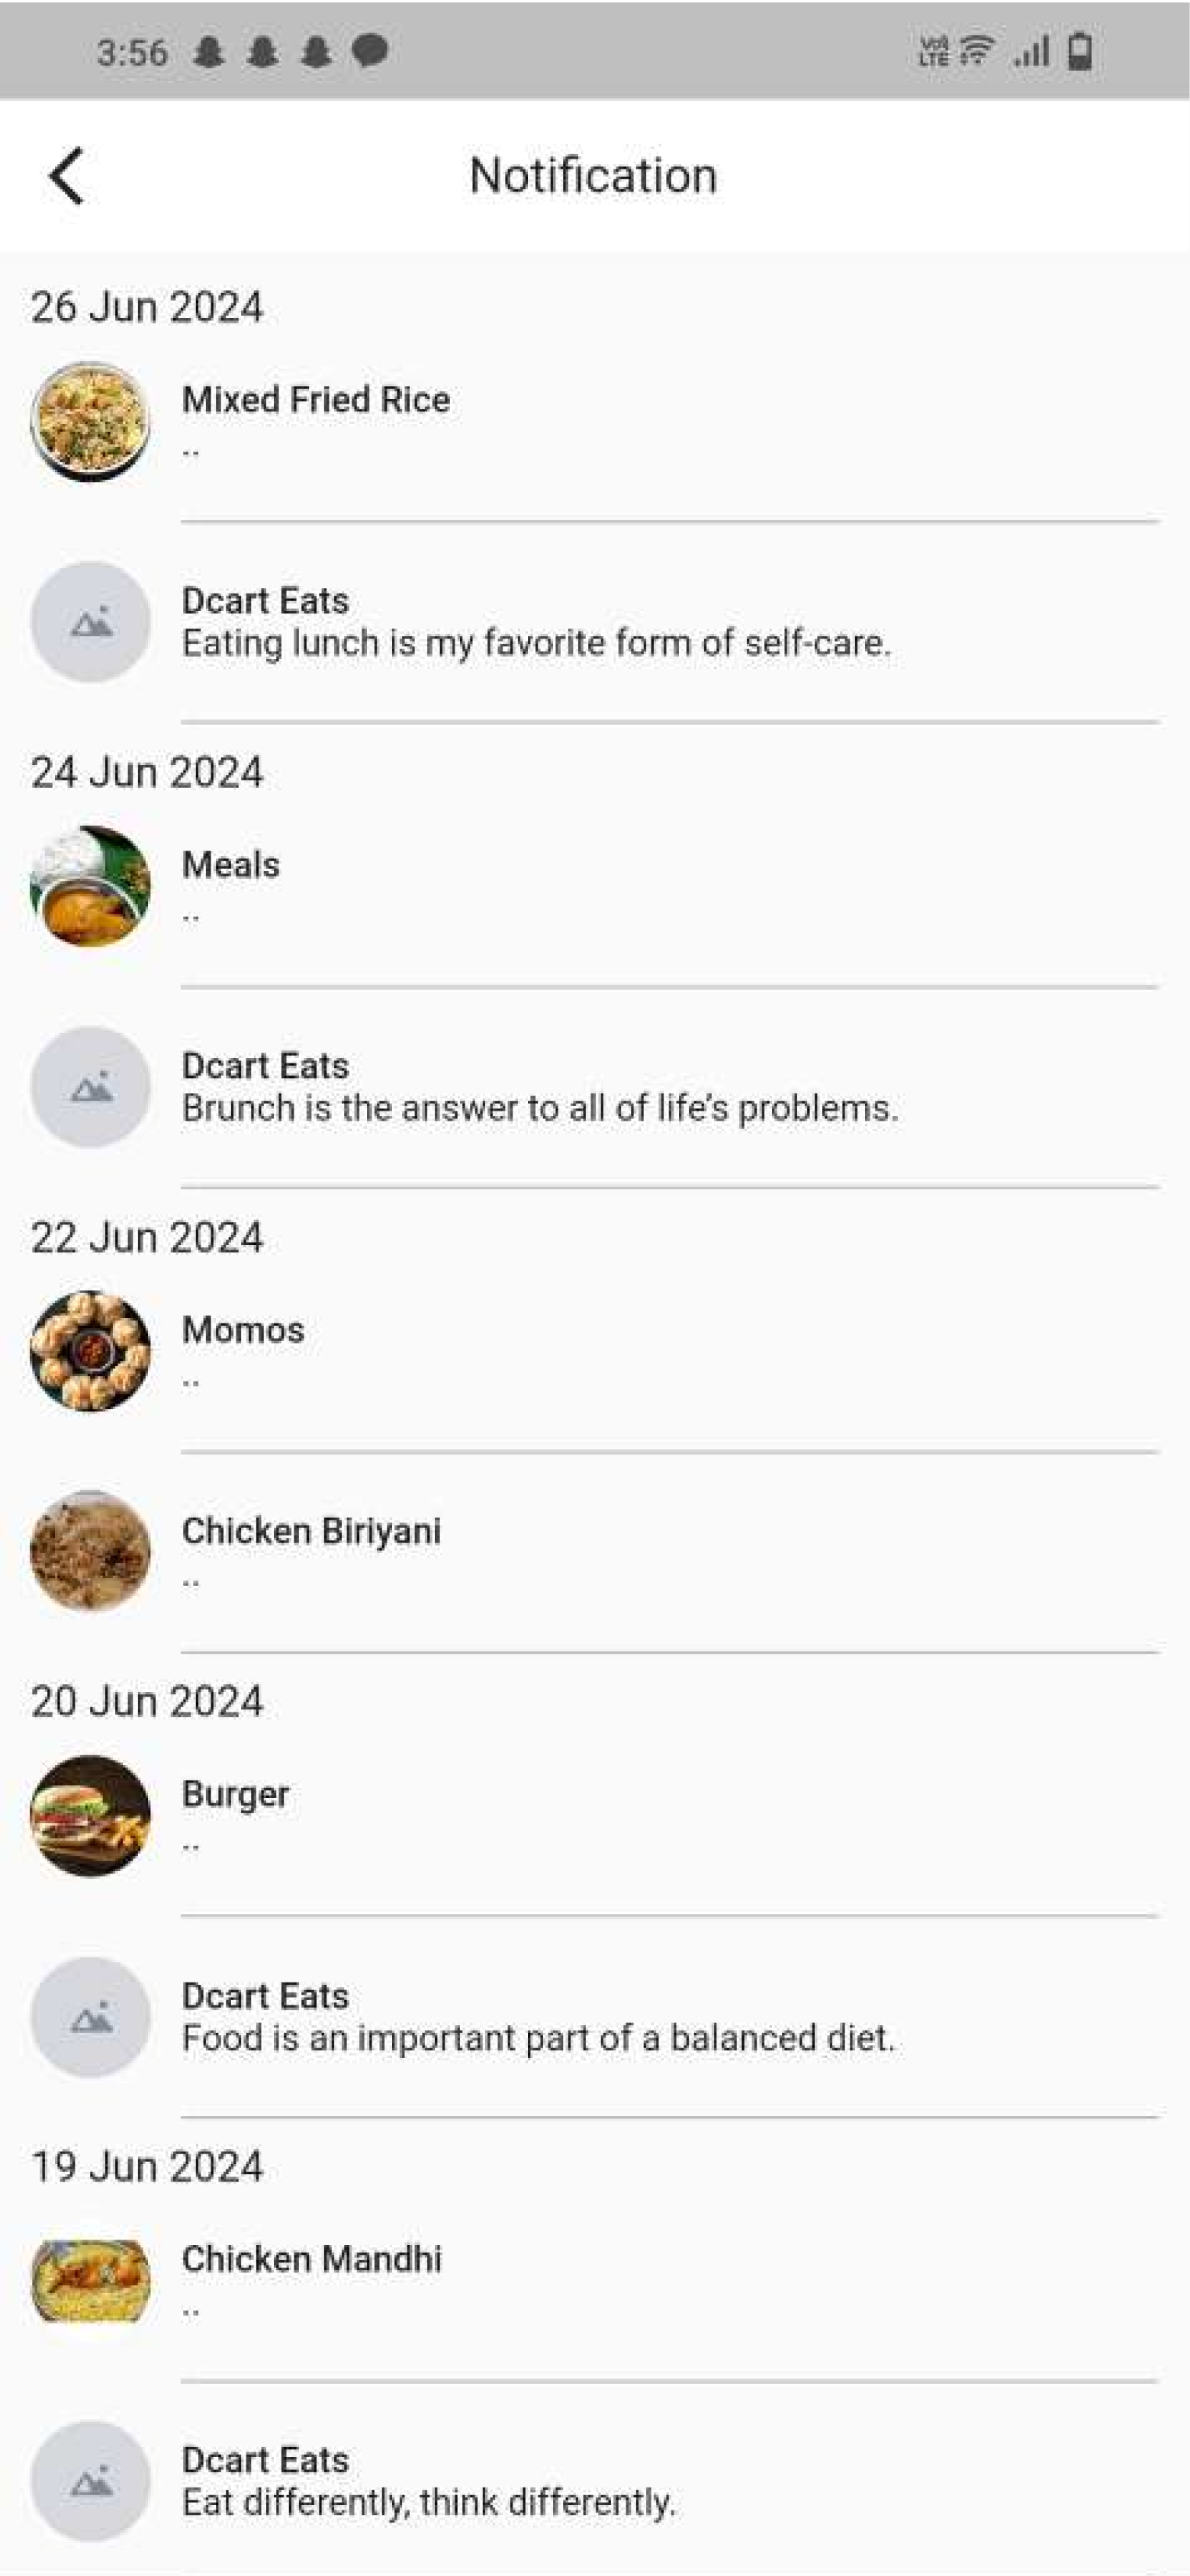 3:56
Vo)
LTE
Notification
26 Jun 2024
Mixed Fried Rice
..
Dcart Eats
Eating lunch is my favorite form of self-care.
24 Jun 2024
Meals
..
Dcart Eats
Brunch is the answer to all of life’s problems.
22 Jun 2024
Momos
..
Chicken Biriyani
..
20 Jun 2024
Burger
..
Dcart Eats
Food is an important part of a balanced diet.
19 Jun 2024
Chicken Mandhi
..
Dcart Eats
Eat differently, think differently.